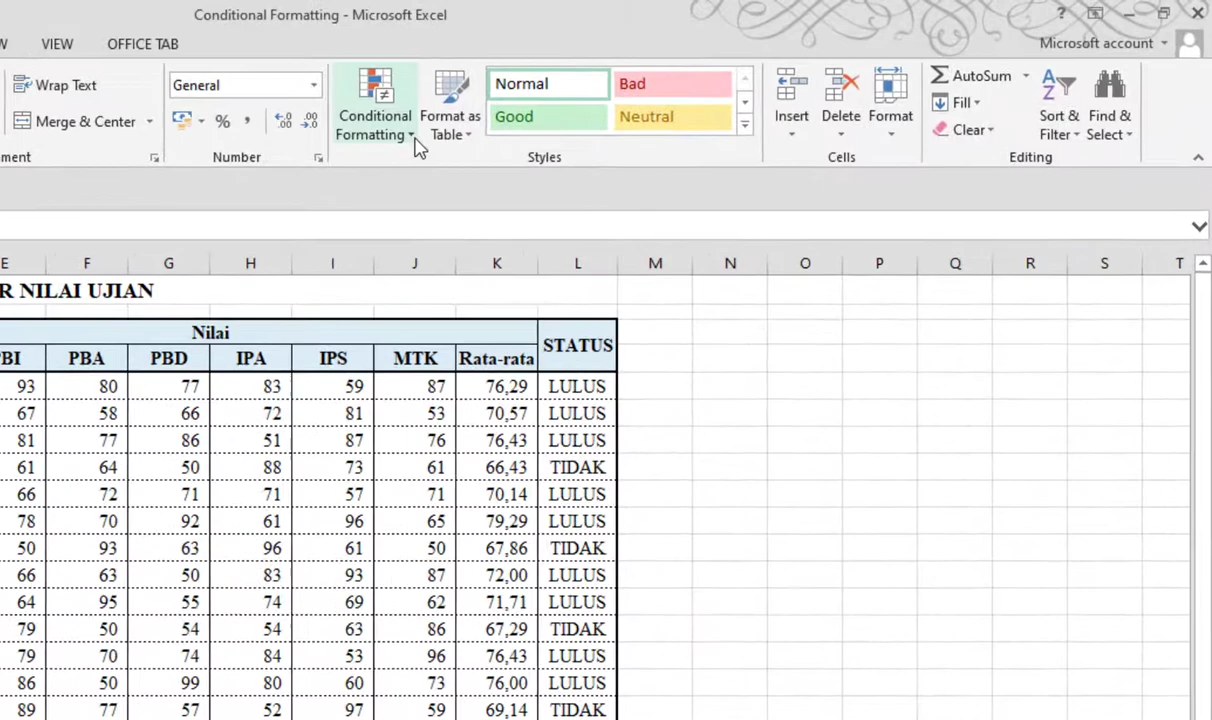 Conditional Formatting - Microsoft Excel
?
VIEW OFFICE TAB Microsoft account
Wrap Text General Conditional Formatting Format as Table Normal Bad Insert Delete Format AutoSum Sort & Filter Find & Select
Merge & Center % , Good Neutral Fill
Clear
ment Number Styles Cells Editing
E F G H I J K L M N O P Q R S T
R NILAI UJIAN
Nilai STATUS
PBI PBA PBD IPA IPS MTK Rata-rata
93 80 77 83 59 87 76,29 LULUS
67 58 66 72 81 53 70,57 LULUS
81 77 86 51 87 76 76,43 LULUS
61 64 50 88 73 61 66,43 TIDAK
66 72 71 71 57 71 70,14 LULUS
78 70 92 61 96 65 79,29 LULUS
50 93 63 96 61 50 67,86 TIDAK
66 63 50 83 93 87 72,00 LULUS
64 95 55 74 69 62 71,71 LULUS
79 50 54 54 63 86 67,29 TIDAK
79 70 74 84 53 96 76,43 LULUS
86 50 99 80 60 73 76,00 LULUS
89 77 57 52 97 59 69,14 TIDAK